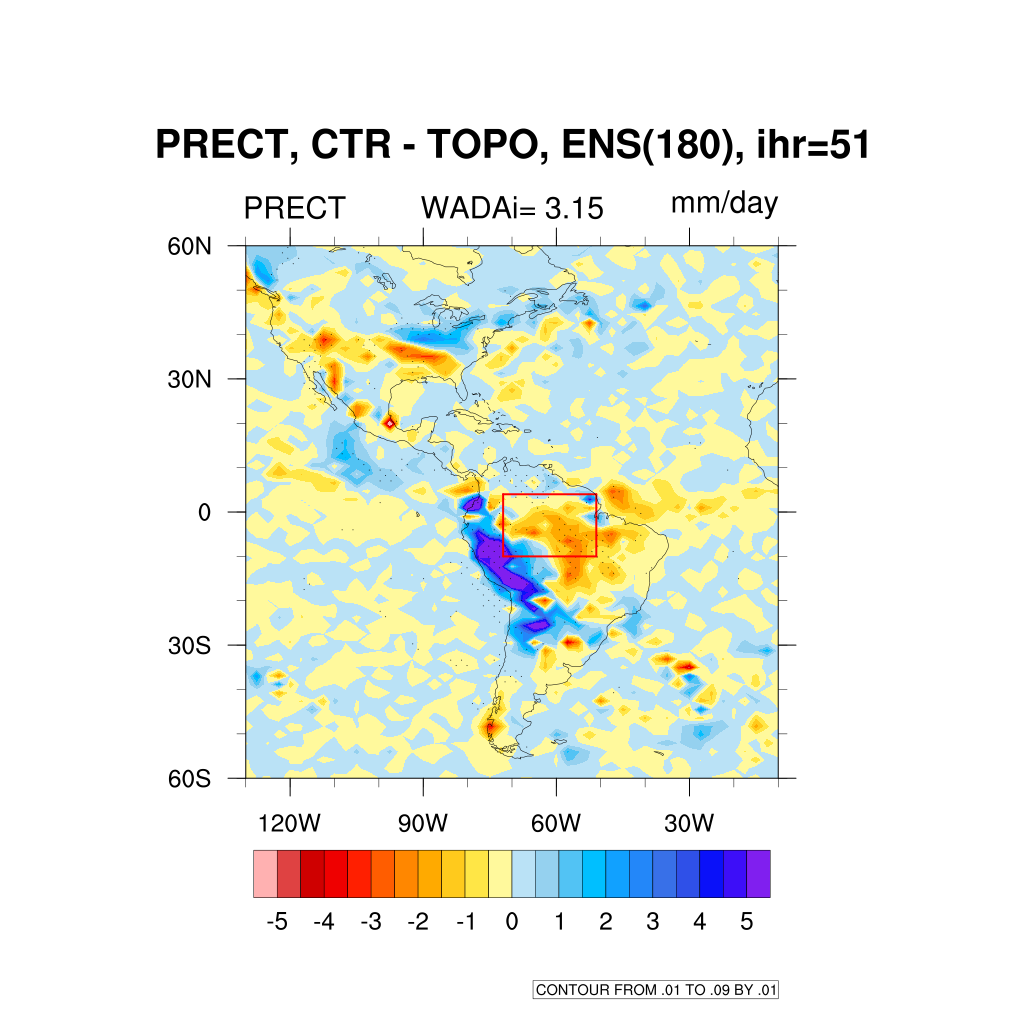 PRECT, CTR - TOPO, ENS(180), ihr=51
PRECT WADAi= 3.15 mm/day
60N
30N
0
30S
60S
120W 90W 60W 30W
-5 -4 -3 -2 -1 0 1 2 3 4 5
CONTOUR FROM .01 TO .09 BY .01